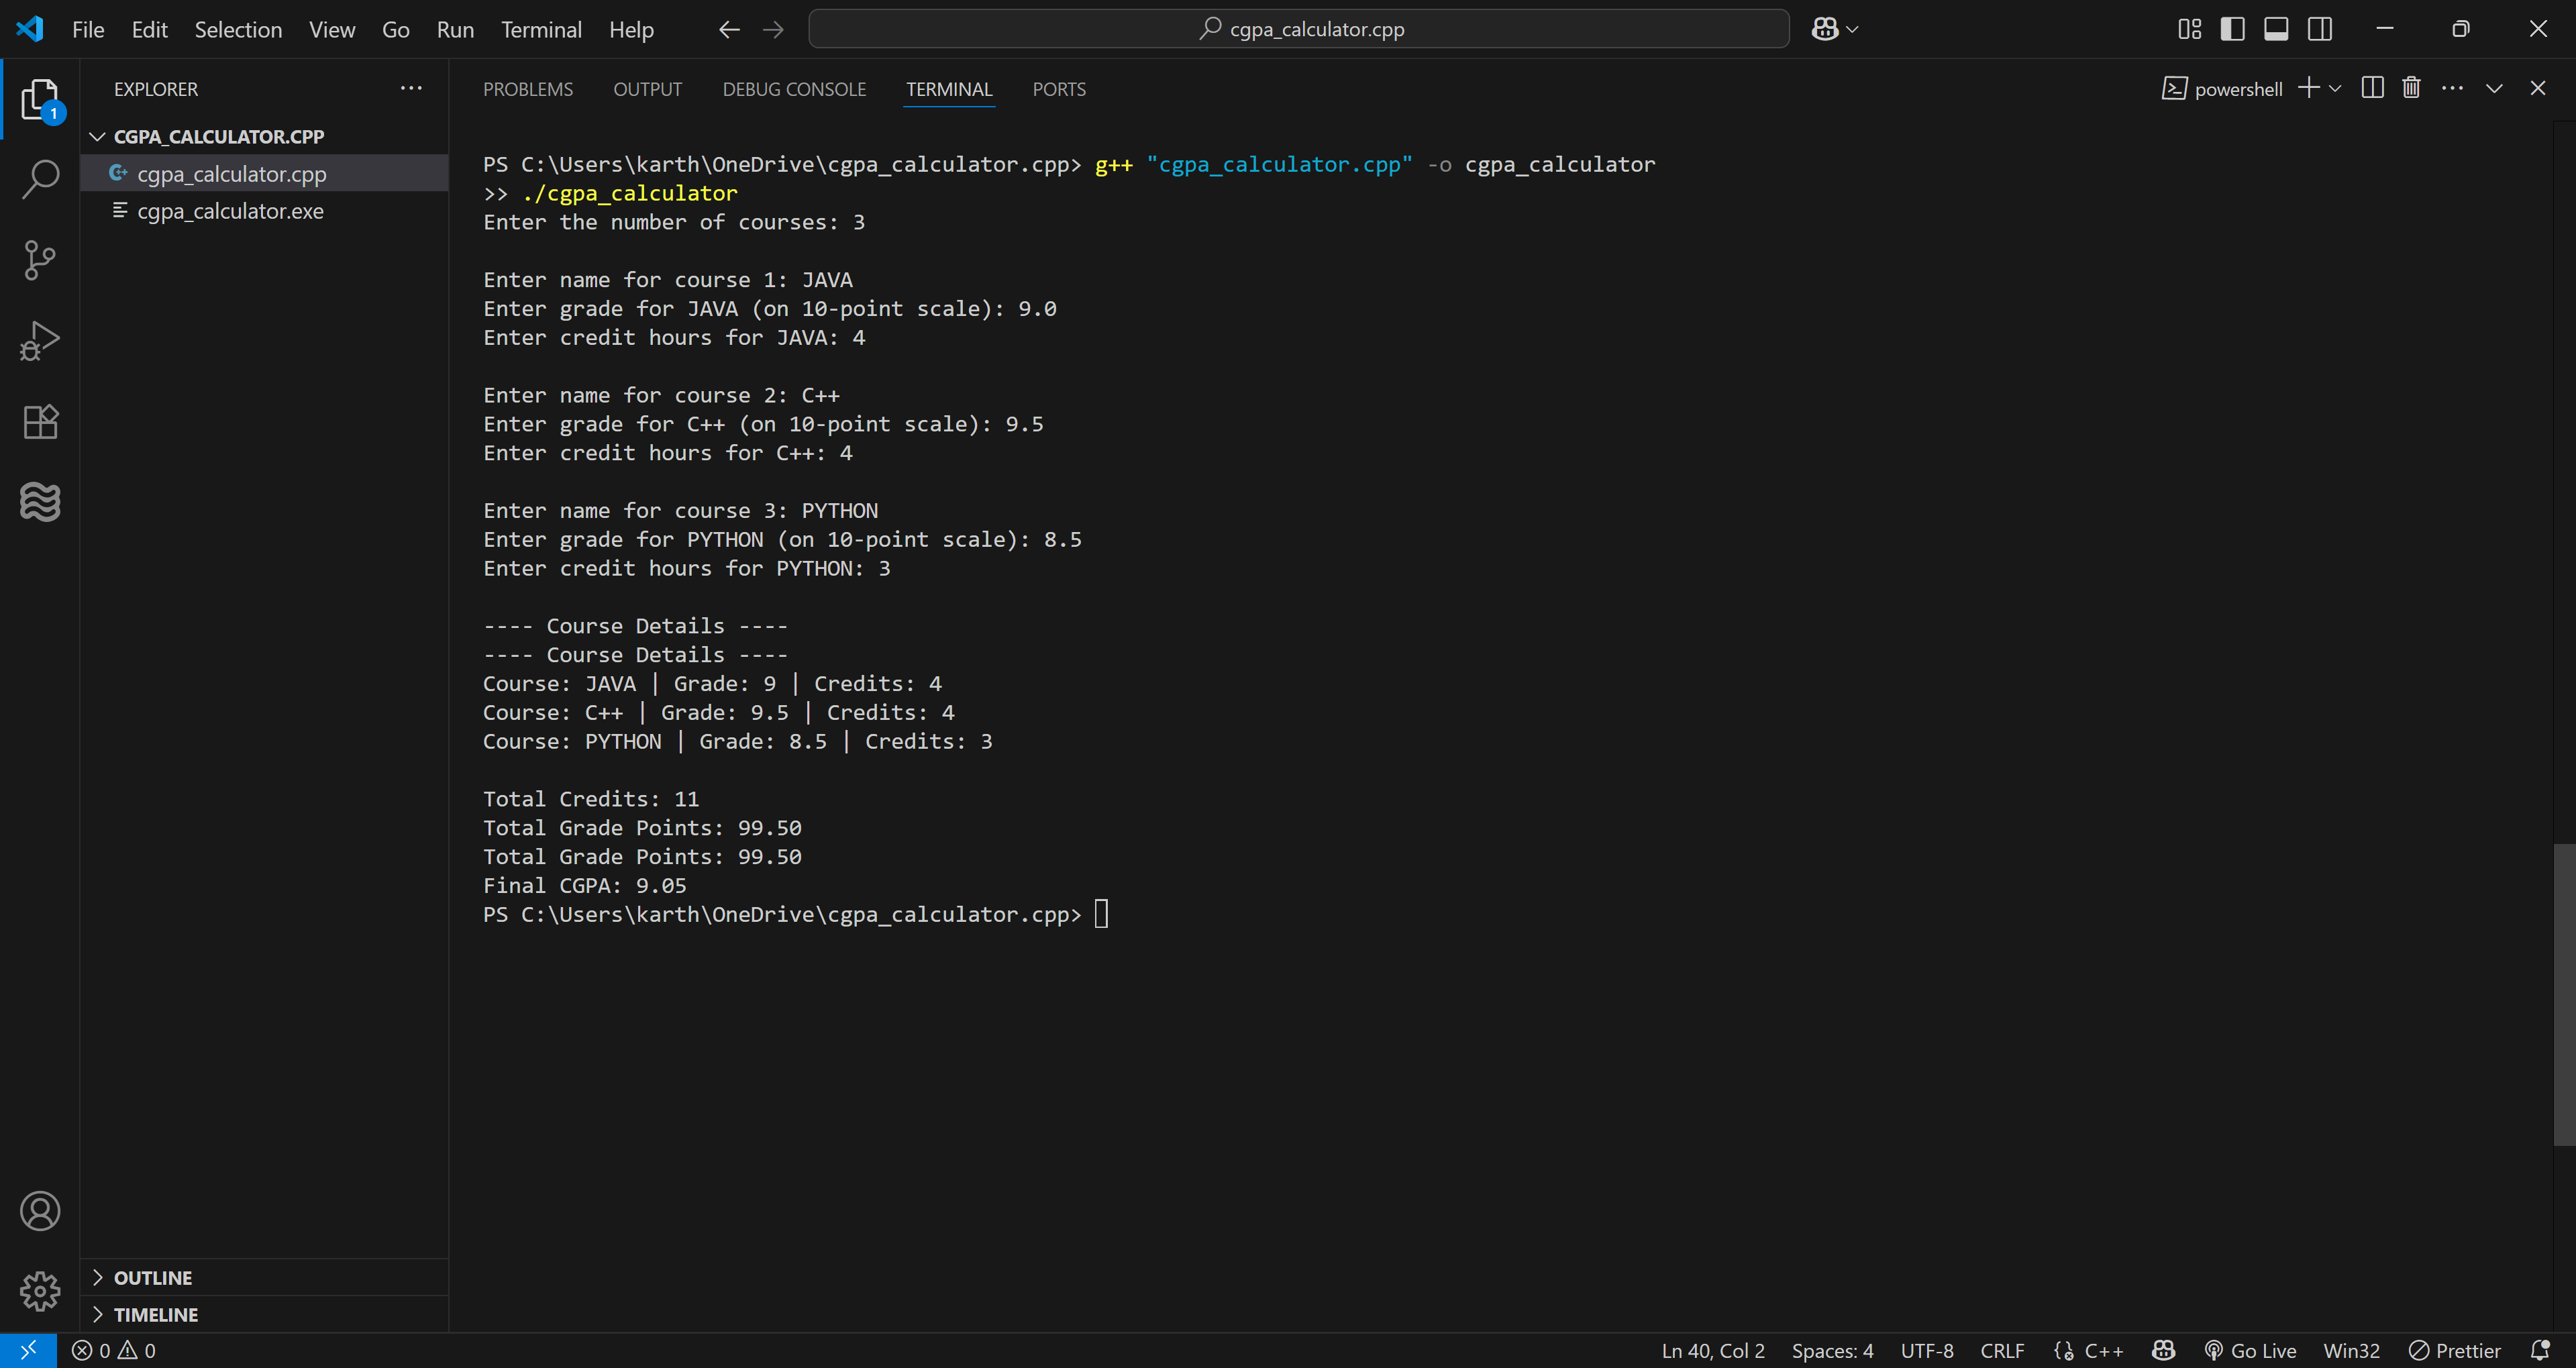 File Edit Selection View Go Run Terminal Help
cgpa_calculator.cpp
EXPLORER
1
CGPA_CALCULATOR.CPP
cgpa_calculator.cpp
cgpa_calculator.exe
OUTLINE
TIMELINE
PROBLEMS OUTPUT DEBUG CONSOLE TERMINAL PORTS
powershell
PS C:\Users\karth\OneDrive\cgpa_calculator.cpp> g++ "cgpa_calculator.cpp" -o cgpa_calculator
>> ./cgpa_calculator
Enter the number of courses: 3
Enter name for course 1: JAVA
Enter grade for JAVA (on 10-point scale): 9.0
Enter credit hours for JAVA: 4
Enter name for course 2: C++
Enter grade for C++ (on 10-point scale): 9.5
Enter credit hours for C++: 4
Enter name for course 3: PYTHON
Enter grade for PYTHON (on 10-point scale): 8.5
Enter credit hours for PYTHON: 3
---- Course Details ----
---- Course Details ----
Course: JAVA | Grade: 9 | Credits: 4
Course: C++ | Grade: 9.5 | Credits: 4
Course: PYTHON | Grade: 8.5 | Credits: 3
Total Credits: 11
Total Grade Points: 99.50
Total Grade Points: 99.50
Final CGPA: 9.05
PS C:\Users\karth\OneDrive\cgpa_calculator.cpp>
0 0
Ln 40, Col 2 Spaces: 4 UTF-8 CRLF C++ Go Live Win32 Prettier